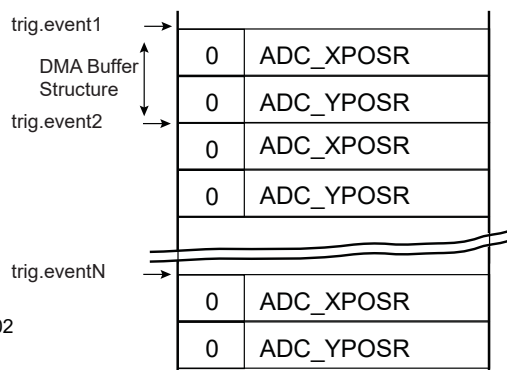 trig.event1
0 ADC_XPOSR
DMA Buffer
Structure
0 ADC_YPOSR
trig.event2
0 ADC_XPOSR
0 ADC_YPOSR
trig.eventN
0 ADC_XPOSR
02
0 ADC_YPOSR